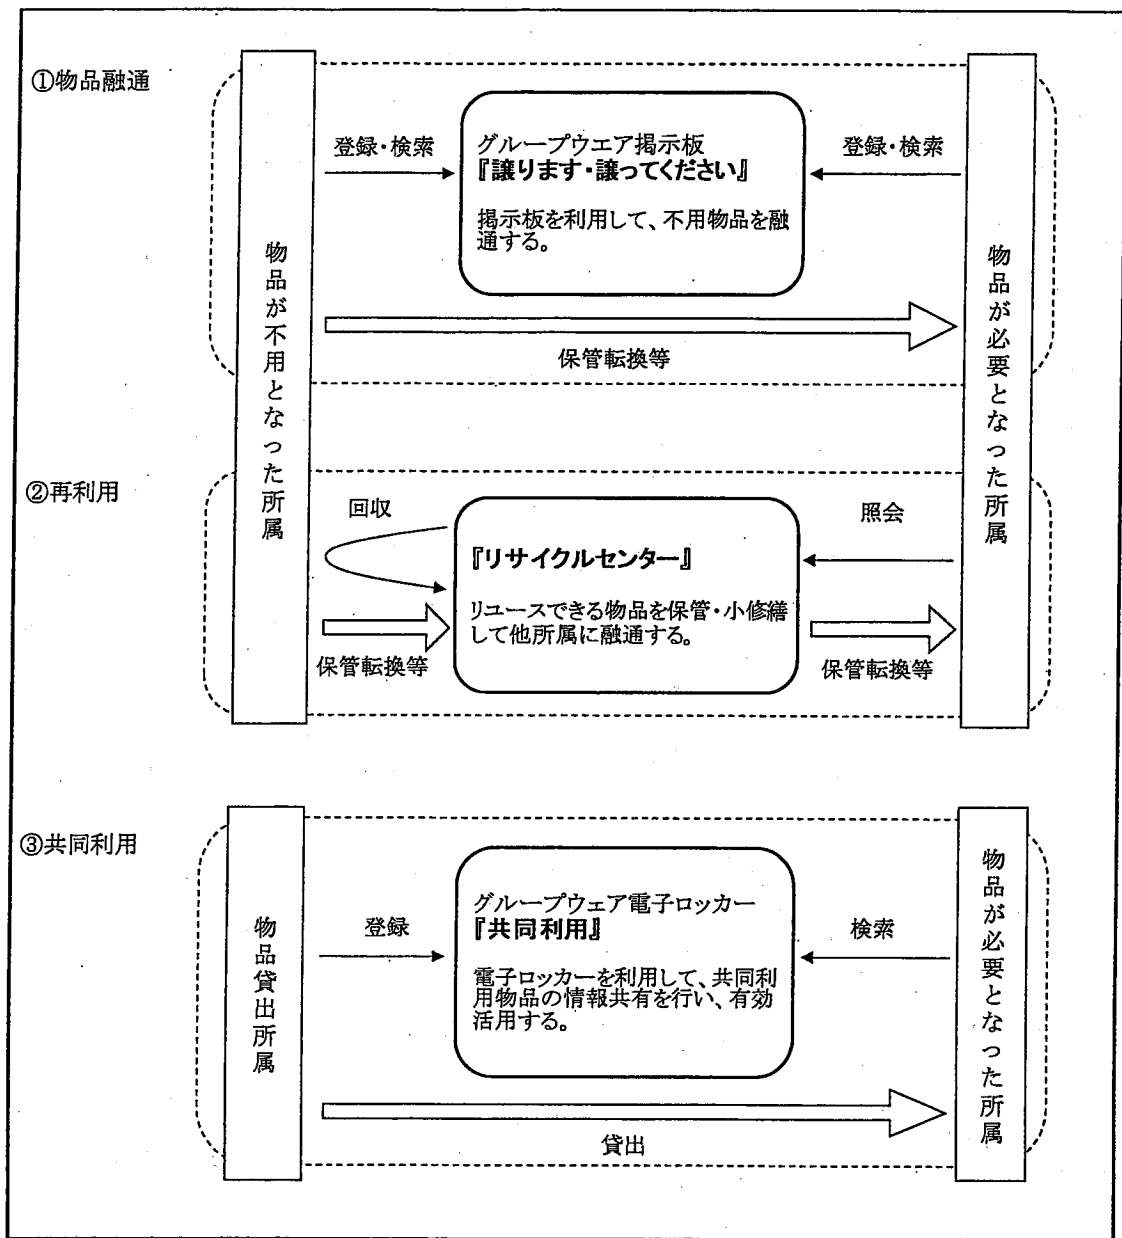 ①物品融通
物品が不用となった所属
登録・検索
グループウエア掲示板
『譲ります・譲ってください』
掲示板を利用して、不用物品を融
通する。
登録・検索
保管転換等
物品が必要となった所属
②再利用
回収
『リサイクルセンター』
リユースできる物品を保管・小修繕
して他所属に融通する。
照会
保管転換等
保管転換等
③共同利用
物品貸出所属
登録
グループウェア電子ロッカー
『共同利用』
電子ロッカーを利用して、共同利
用物品の情報共有を行い、有効
活用する。
検索
貸出
物品が必要となった所属